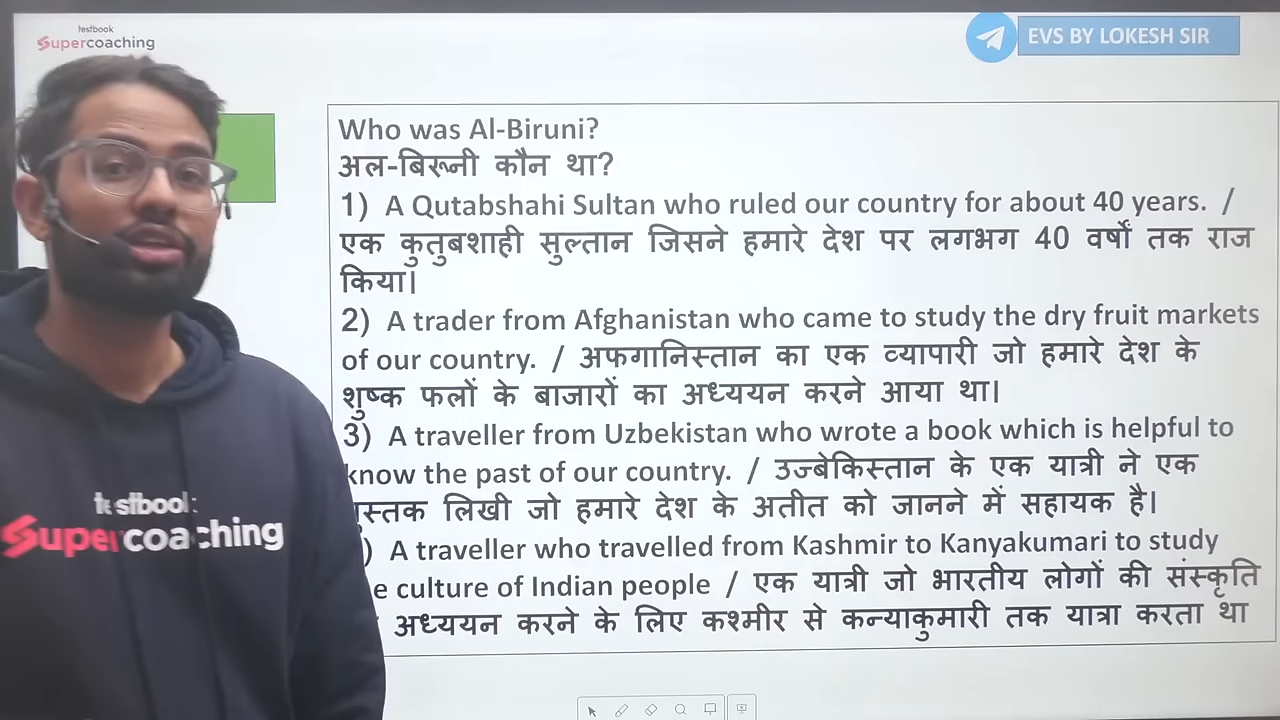 testbook
Supercoaching
EVS BY LOKESH SIR
Who was Al-Biruni?
अल-बिरूनी कौन था?
1) A Qutabshahi Sultan who ruled our country for about 40 years. /
एक कुतुबशाही सुल्तान जिसने हमारे देश पर लगभग 40 वर्षों तक राज
किया।
2) A trader from Afghanistan who came to study the dry fruit markets
of our country. / अफगानिस्तान का एक व्यापारी जो हमारे देश के
शुष्क फलों के बाजारों का अध्ययन करने आया था।
3) A traveller from Uzbekistan who wrote a book which is helpful to
know the past of our country. / उज्बेकिस्तान के एक यात्री ने एक
लिखी जो हमारे देश के अतीत को जानने में सहायक है।
) A traveller who travelled from Kashmir to Kanyakumari to study
culture of Indian people / एक यात्री जो भारतीय लोगों की संस्कृति
अध्ययन करने के लिए कश्मीर से कन्याकुमारी तक यात्रा करता था
testbook
Supercoaching